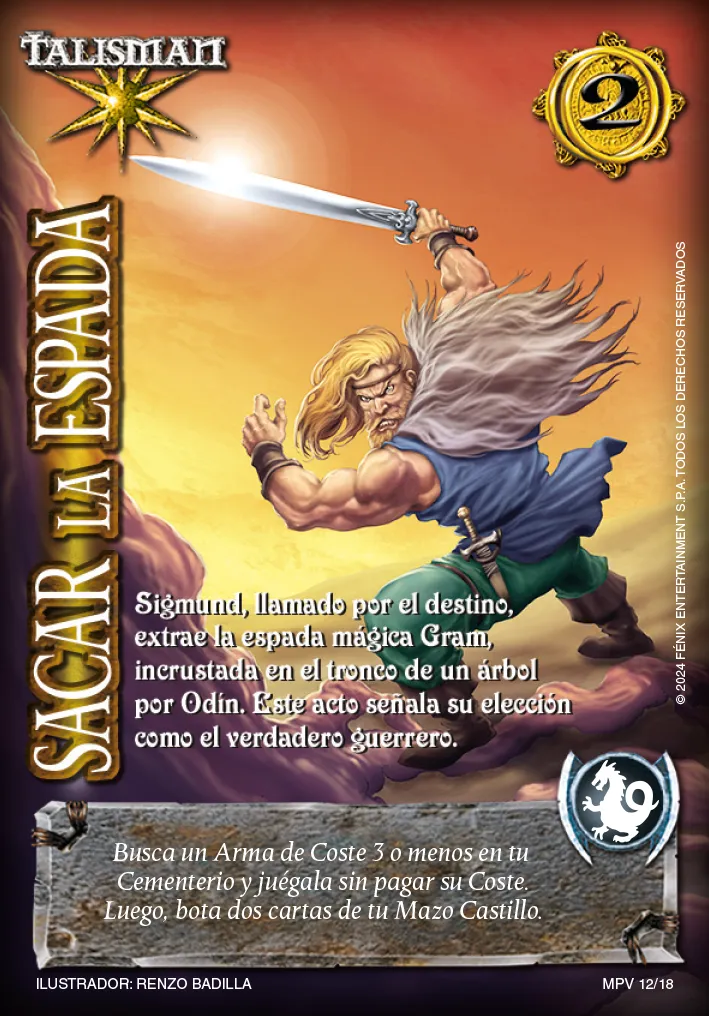 TALISMAN
2
SACAR LA ESPADA
Sigmund, llamado por el destino,
extrae la espada mágica Gram,
incrustada en el tronco de un árbol
por Odín. Este acto señala su elección
como el verdadero guerrero.
Busca un Arma de Coste 3 o menos en tu
Cementerio y juégala sin pagar su Coste.
Luego, bota dos cartas de tu Mazo Castillo.
ILUSTRADOR: RENZO BADILLA
MPV 12/18
© 2024 FÉNIX ENTERTAINMENT S.P.A. TODOS LOS DERECHOS RESERVADOS